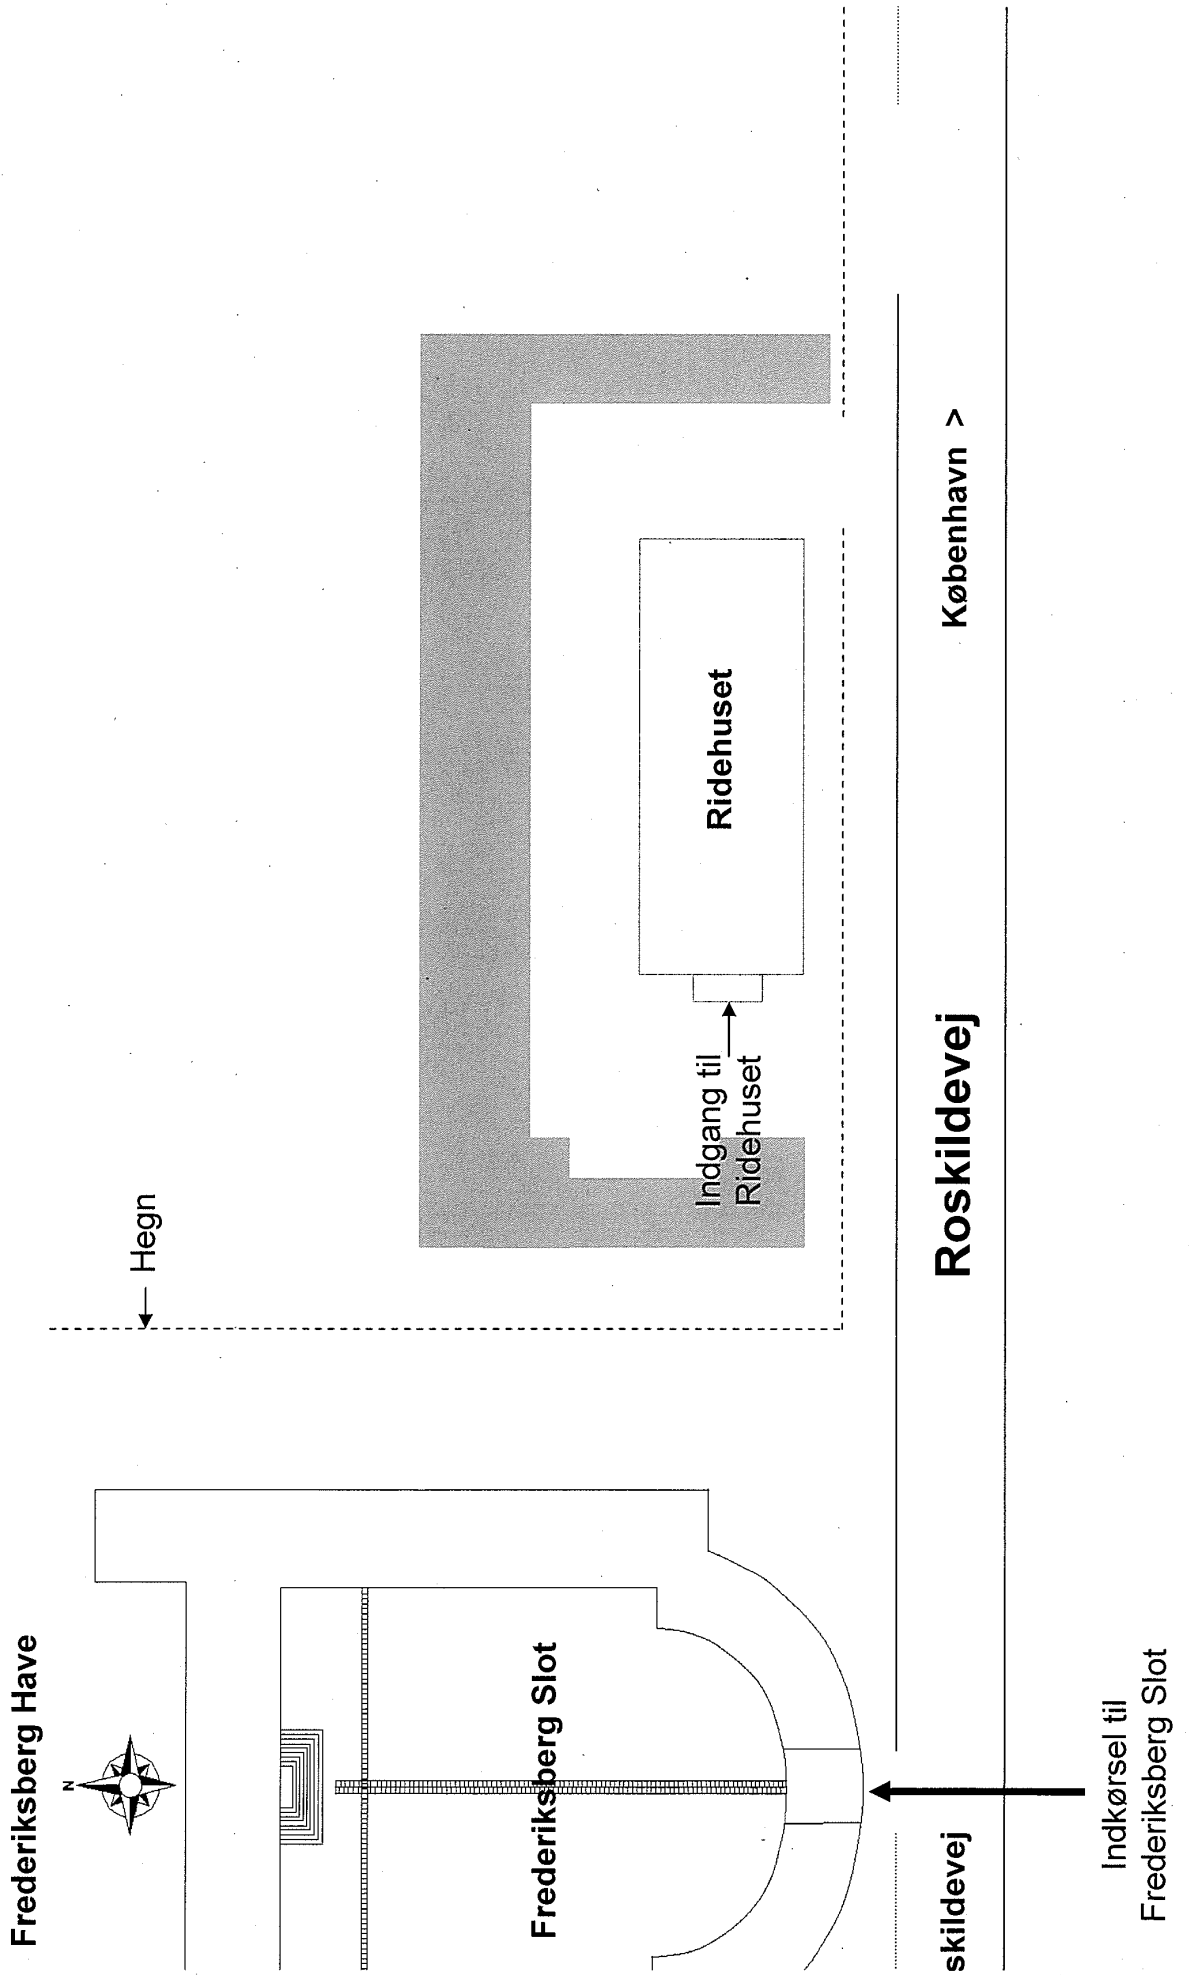 Frederiksberg Have
N
Hegn
Frederiksberg Slot
Indgang til
Ridehuset
Ridehuset
skildevej
Roskildevej
København >
Indkørsel til
Frederiksberg Slot